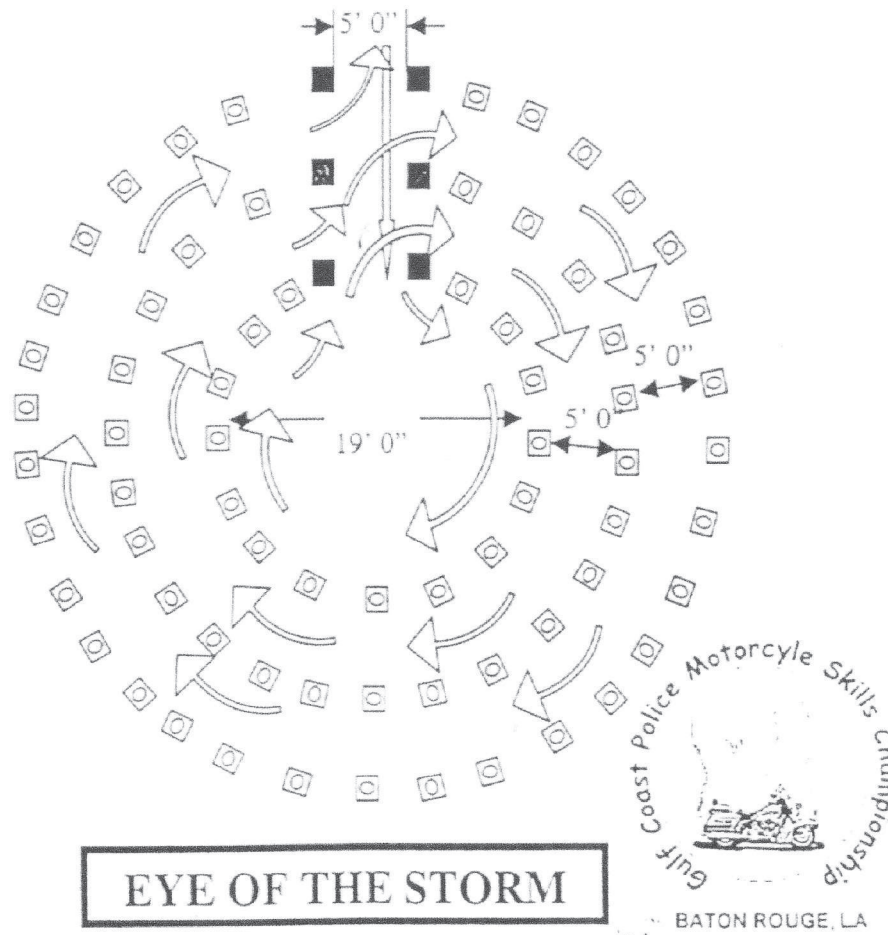 5' 0"
5' 0"
5' 0"
19' 0"
Gulf Coast Police Motorcyle Skills Championship
EYE OF THE STORM
BATON ROUGE, LA